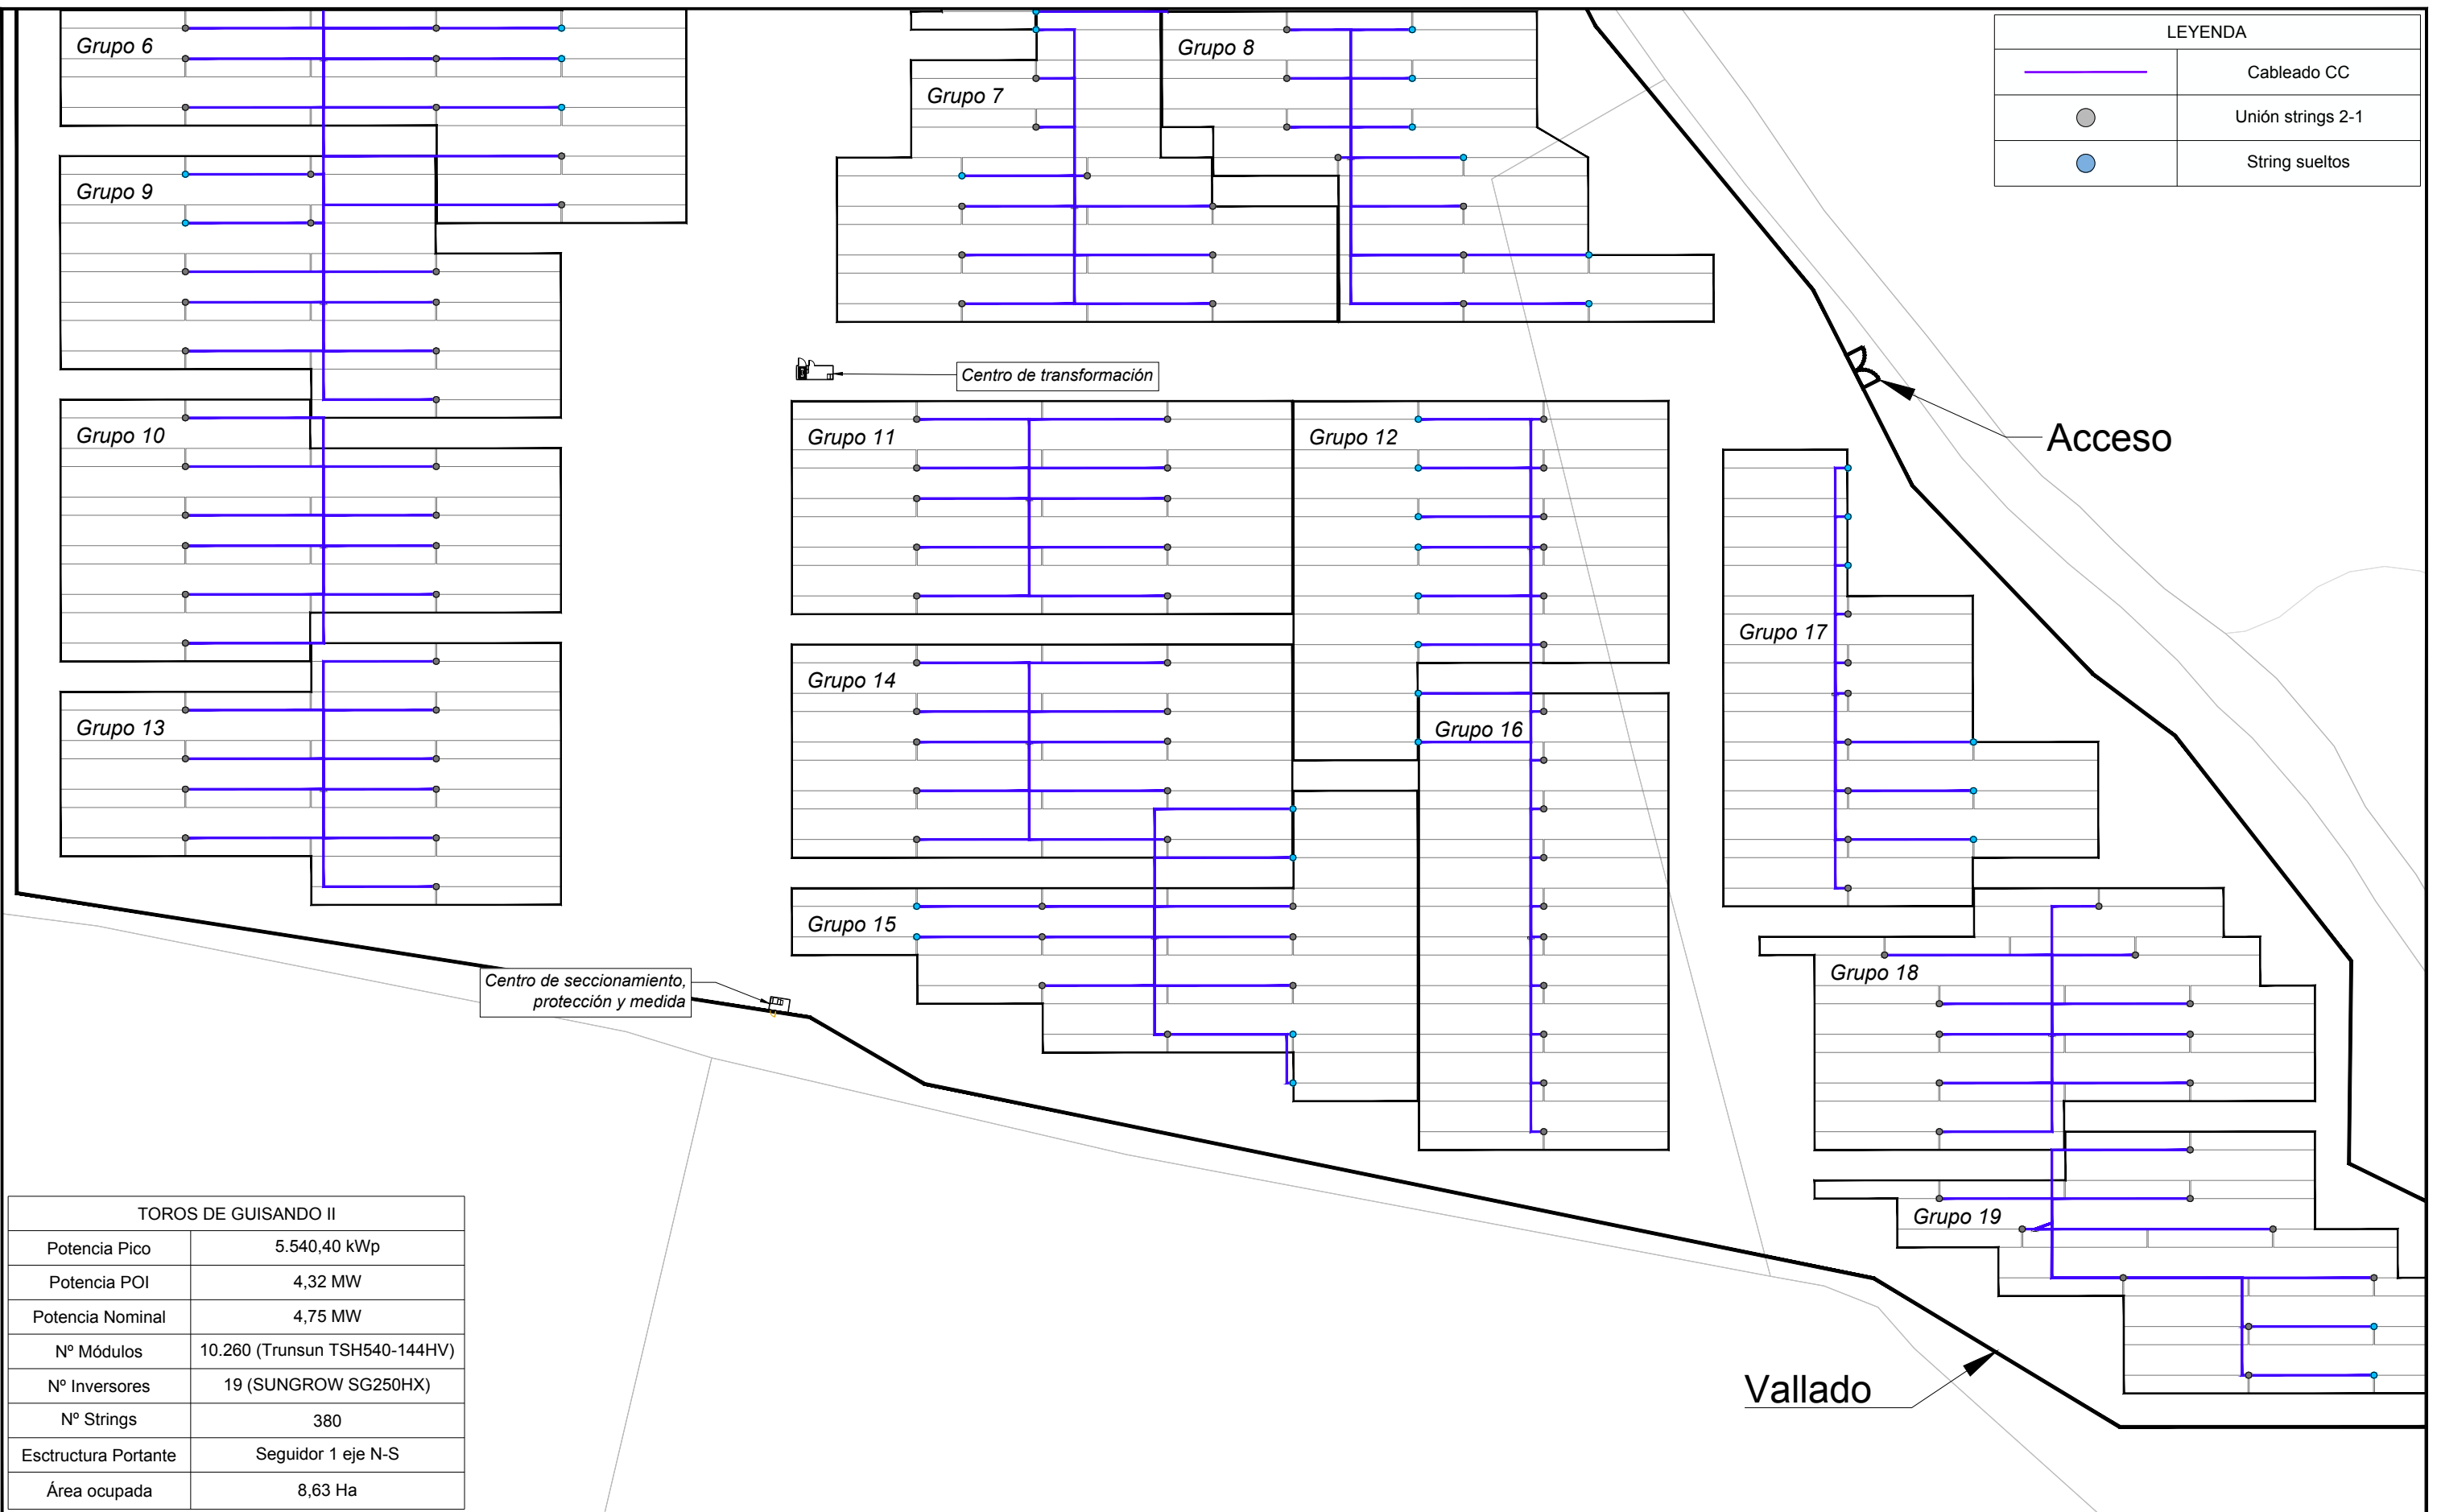 Grupo 6
Grupo 8
Grupo 7
LEYENDA
Cableado CC
Unión strings 2-1
String sueltos
Grupo 9
Centro de transformación
Grupo 10
Grupo 11
Grupo 12
Acceso
Grupo 17
Grupo 14
Grupo 13
Grupo 16
Grupo 15
Grupo 18
Centro de seccionamiento,
protección y medida
Grupo 19
Vallado
TOROS DE GUISANDO II
Potencia Pico 5.540,40 kWp
Potencia POI 4,32 MW
Potencia Nominal 4,75 MW
Nº Módulos 10.260 (Trunsun TSH540-144HV)
Nº Inversores 19 (SUNGROW SG250HX)
Nº Strings 380
Esctructura Portante Seguidor 1 eje N-S
Área ocupada 8,63 Ha